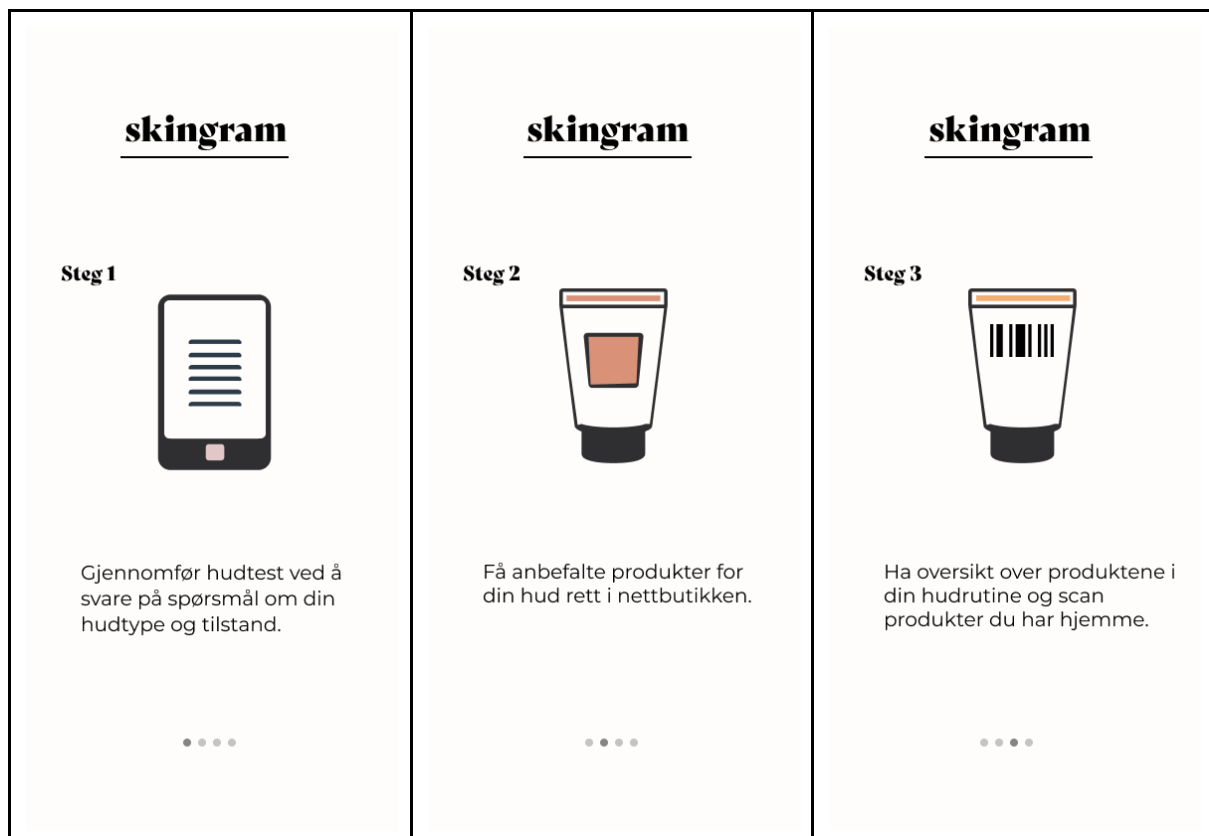 skingram
Steg 1
Gjennomfør hudtest ved å
svare på spørsmål om din
hudtype og tilstand.
skingram
Steg 2
Få anbefalte produkter for
din hud rett i nettbutikken.
skingram
Steg 3
Ha oversikt over produktene i
din hudrutine og scan
produkter du har hjemme.